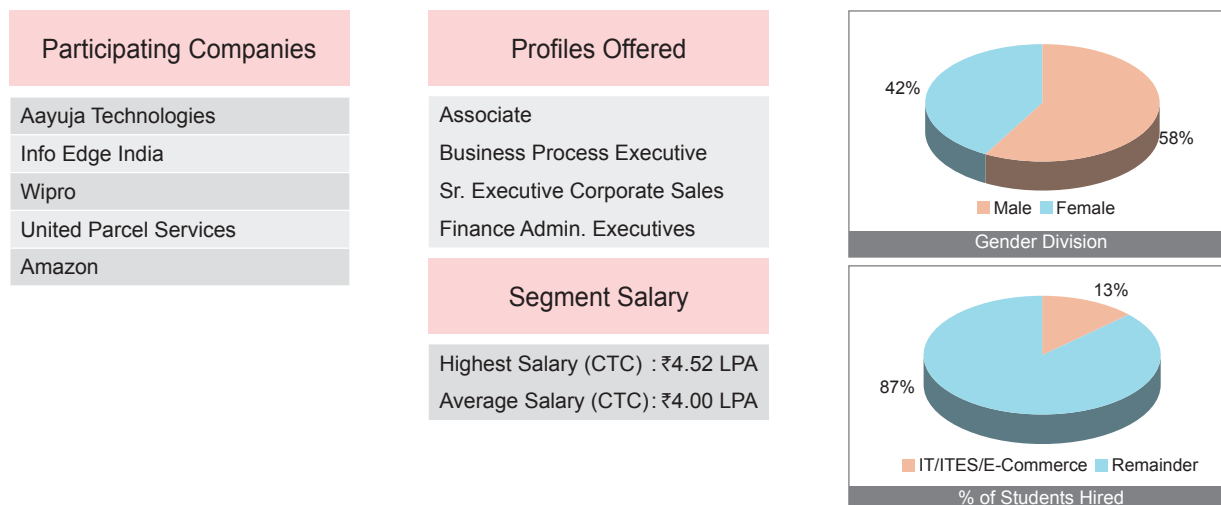 Participating Companies
Aayuja Technologies
Info Edge India
Wipro
United Parcel Services
Amazon
Profiles Offered
Associate
Business Process Executive
Sr. Executive Corporate Sales
Finance Admin. Executives
Segment Salary
Highest Salary (CTC) : ₹4.52 LPA
Average Salary (CTC) : ₹4.00 LPA
42%
58%
Male Female
Gender Division
13%
87%
IT/ITES/E-Commerce Remainder
% of Students Hired